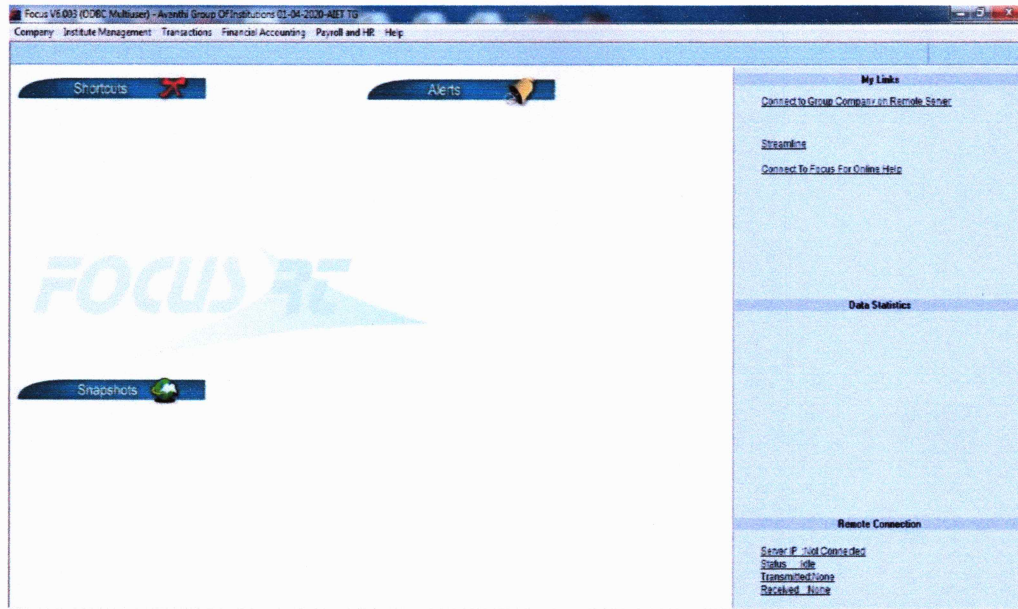 Focus V6.003 (ODBC Multiuser) - Avanthi Group Of Institutions 01-04-2020-AIET TG
Company Institute Management Transactions Financial Accounting Payroll and HR Help
Shortcuts
Alerts
My Links
Connect to Group Company on Remote Server
Streamline
Connect To Focus For Online Help
FOCUS RT
Data Statistics
Snapshots
Remote Connection
Server IP :Not Connected
Status Idle
Transmitted:None
Received :None